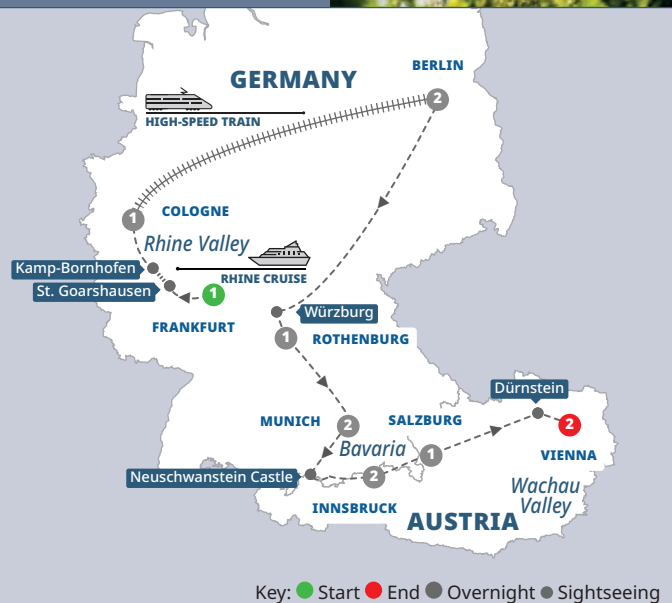 BERLIN
GERMANY
2
HIGH-SPEED TRAIN
COLOGNE
1
Rhine Valley
Kamp-Bornhofen
RHINE CRUISE
St. Goarshausen
1
FRANKFURT
Würzburg
1
ROTHENBURG
Dürnstein
MUNICH
2
SALZBURG
2
Bavaria
1
VIENNA
Neuschwanstein Castle
2
Wachau
Valley
INNSBRUCK
AUSTRIA
Key: Start End Overnight Sightseeing